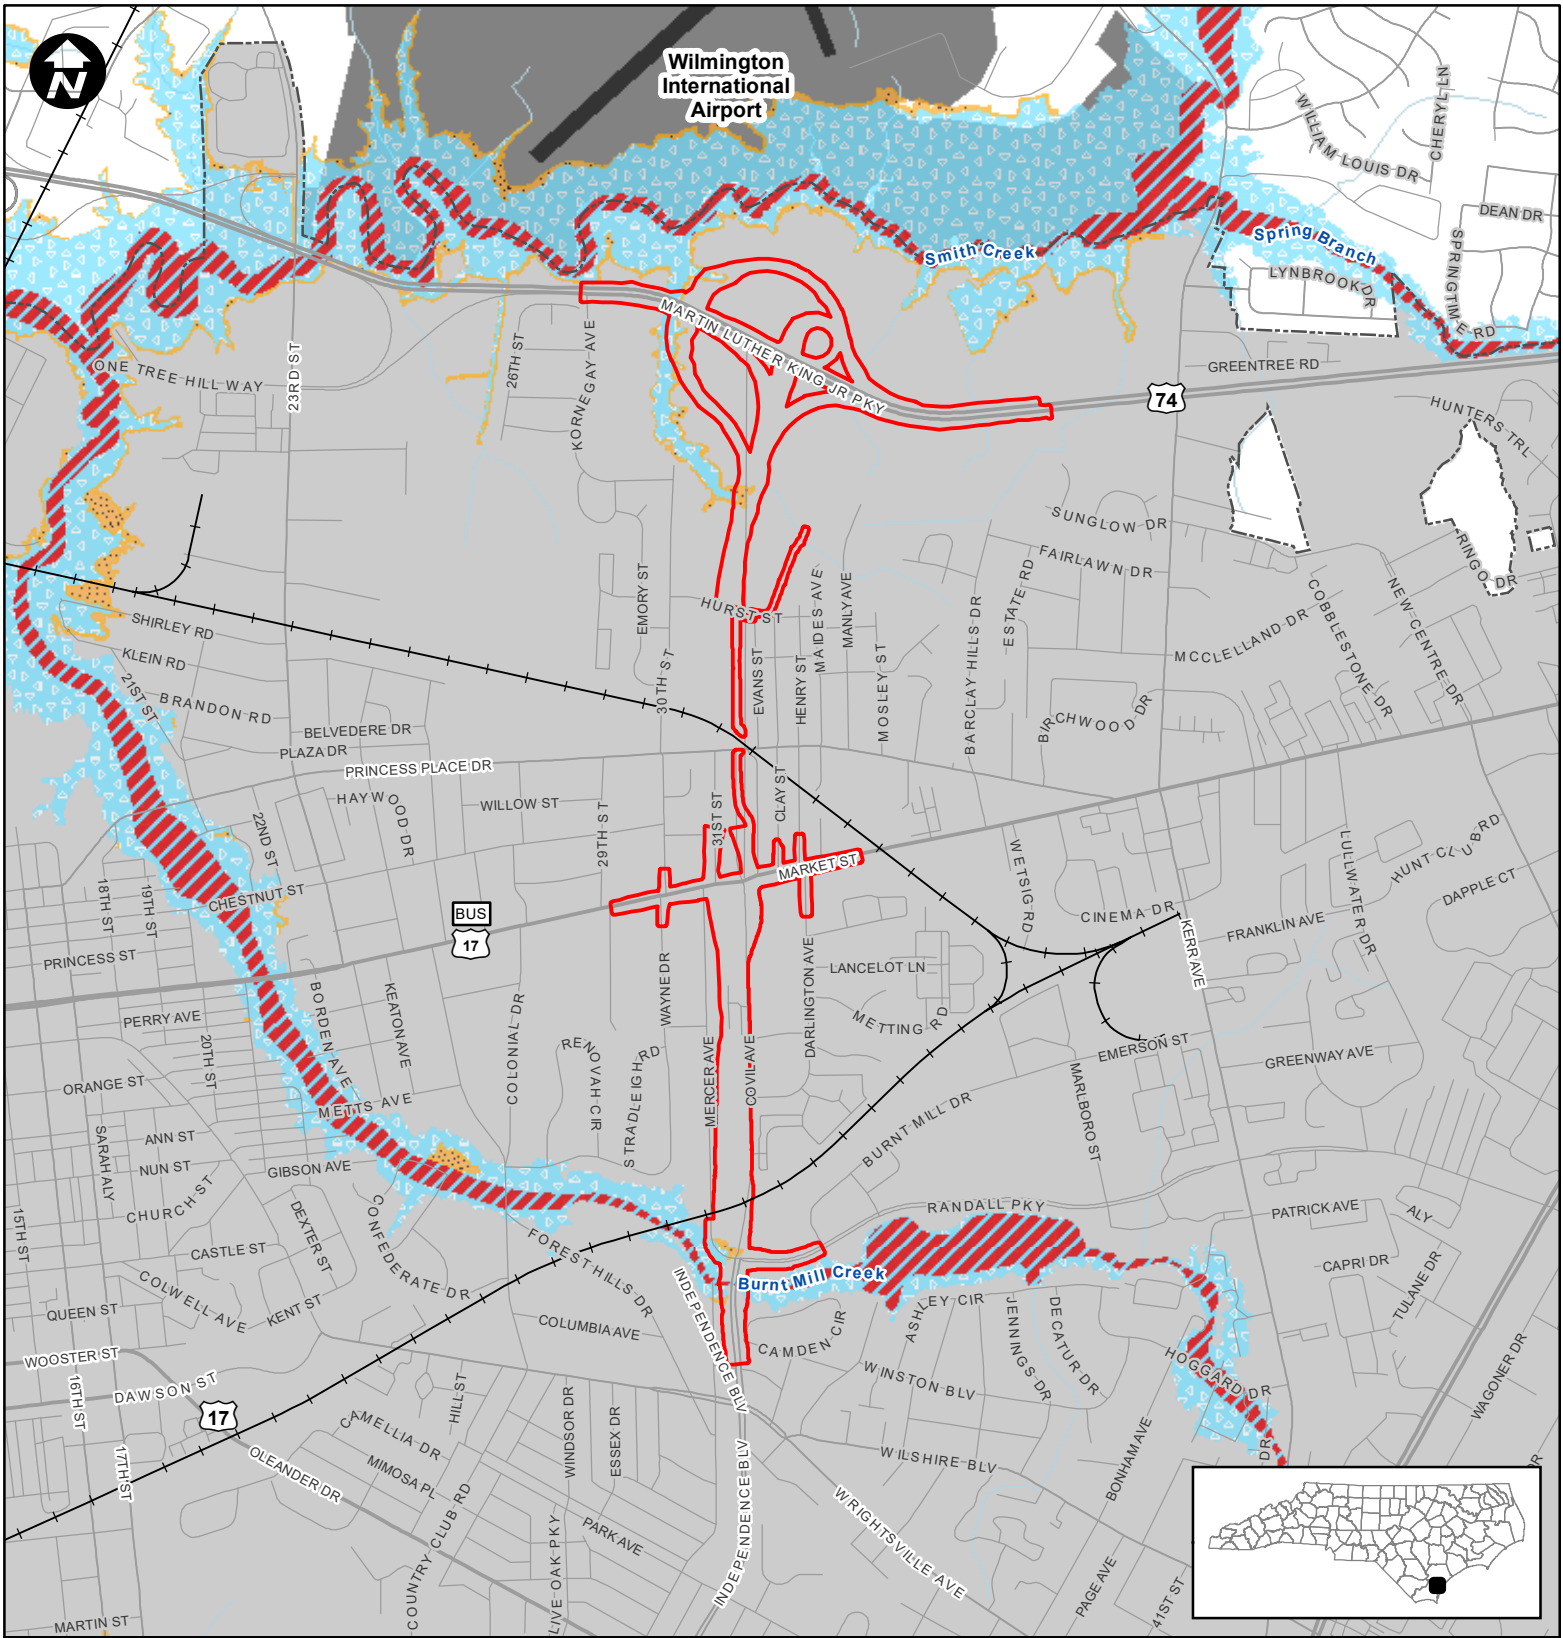 N
Wilmington
International
Airport
WILLIAM LOUIS DR
CHERYL LN
DEAN DR
SPRINGTIME RD
Spring Branch
Smith Creek
LYNBROOK DR
GREENTREE RD
MARTIN LUTHER KING JR PKY
74
HUNTERS TRL
ONE TREE HILL WAY
23RD ST
26TH ST
KORNEGAY AVE
SUNGLOW DR
FAIRLAWN DR
RINGO DR
ESTATE RD
COBBLESTONE DR
NEW CENTRE DR
MCCLELLAND DR
EMORY ST
HURST ST
MAIDES AVE
MANLY AVE
BARCLAY HILLS DR
SHIRLEY RD
KLEIN RD
21ST ST
BRANDON RD
30TH ST
EVANS ST
HENRY ST
MOSLEY ST
BIRCHWOOD DR
BELVEDERE DR
PLAZA DR
PRINCESS PLACE DR
HAYWOOD DR
WILLOW ST
29TH ST
31ST ST
CLAY ST
22ND ST
WETSIG RD
LULLWATER DR
HUNT CLUB RD
DAPPLE CT
MARKET ST
18TH ST
19TH ST
CHESTNUT ST
BUS
17
CINEMA DR
FRANKLIN AVE
KERR AVE
PRINCESS ST
WAYNE DR
DARLINGTON AVE
LANCELOT LN
METTING RD
PERRY AVE
BORDEN AVE
KEATON AVE
COLONIAL DR
20TH ST
RENOVAH CIR
STRADLEIGH RD
MERCER AVE
COVIL AVE
EMERSON ST
GREENWAY AVE
MARLBORO ST
ORANGE ST
METTS AVE
BURNT MILL DR
ANN ST
SARAH ALY
NUN ST
GIBSON AVE
CHURCH ST
DEXTER ST
CONFEDERATE DR
RANDALL PKY
PATRICK AVE
ALY
15TH ST
CASTLE ST
FOREST HILLS DR
CAPRI DR
COLWELL AVE
KENT ST
Burnt Mill Creek
TULANE DR
QUEEN ST
COLUMBIA AVE
INDEPENDENCE BLV
CAMDEN CIR
ASHLEY CIR
JENNINGS DR
DECATUR DR
WOOSTER ST
WINSTON BLV
HOGGARD DR
WAGONER DR
DAWSON ST
16TH ST
17
HILL ST
CAMELLIA DR
MIMOSA PL
WINDSOR DR
ESSEX DR
WILSHIRE BLV
BONHAM AVE
DR
DR
17TH ST
OLEANDER DR
COUNTRY CLUB RD
LIVE OAK PKY
PARK AVE
INDEPENDENCE BLV
WRIGHTSVILLE AVE
PAGE AVE
41ST ST
MARTIN ST